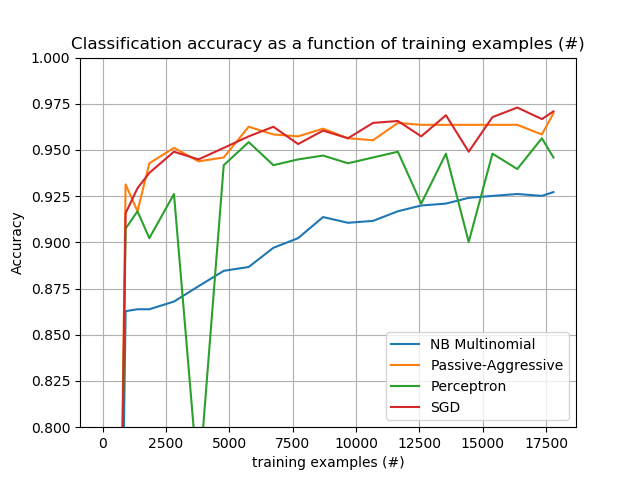 Classification accuracy as a function of training examples (#)
1.000
0.975
0.950
0.925
0.900
0.875
0.850
0.825
0.800
Accuracy
NB Multinomial
Passive-Aggressive
Perceptron
SGD
0 2500 5000 7500 10000 12500 15000 17500
training examples (#)